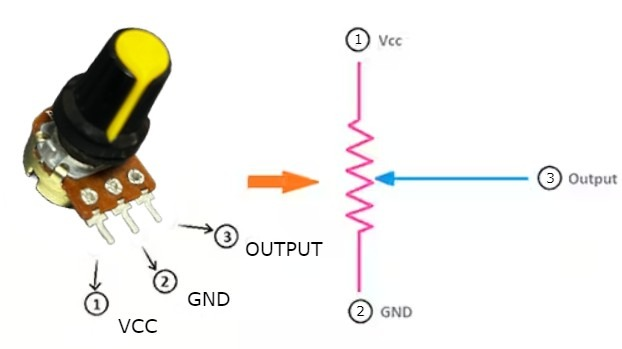 1 Vcc
3 Output
3 OUTPUT
2 GND
1 VCC
2 GND